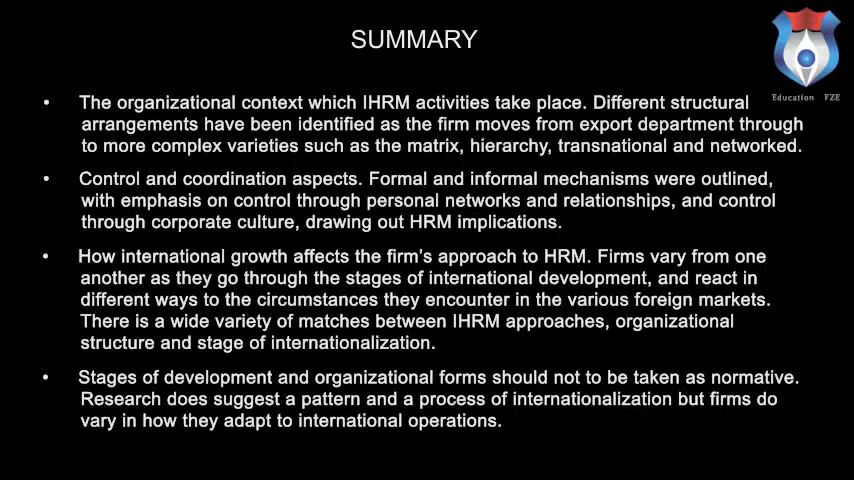 SUMMARY
Education FZE
• The organizational context which IHRM activities take place. Different structural
arrangements have been identified as the firm moves from export department through
to more complex varieties such as the matrix, hierarchy, transnational and networked.
• Control and coordination aspects. Formal and informal mechanisms were outlined,
with emphasis on control through personal networks and relationships, and control
through corporate culture, drawing out HRM implications.
• How international growth affects the firm's approach to HRM. Firms vary from one
another as they go through the stages of international development, and react in
different ways to the circumstances they encounter in the various foreign markets.
There is a wide variety of matches between IHRM approaches, organizational
structure and stage of internationalization.
• Stages of development and organizational forms should not to be taken as normative.
Research does suggest a pattern and a process of internationalization but firms do
vary in how they adapt to international operations.